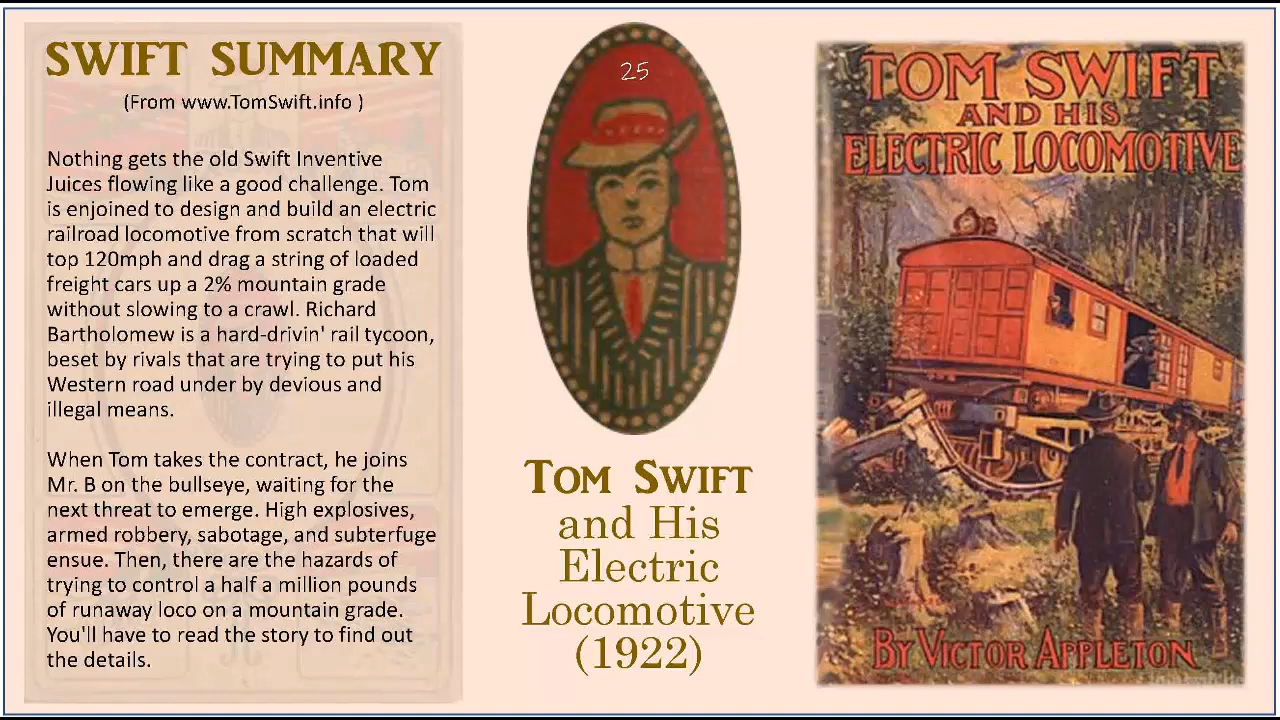 SWIFT SUMMARY
(From www.TomSwift.info )
Nothing gets the old Swift Inventive
Juices flowing like a good challenge. Tom
is enjoined to design and build an electric
railroad locomotive from scratch that will
top 120mph and drag a string of loaded
freight cars up a 2% mountain grade
without slowing to a crawl. Richard
Bartholomew is a hard-drivin' rail tycoon,
beset by rivals that are trying to put his
Western road under by devious and
illegal means.
When Tom takes the contract, he joins
Mr. B on the bullseye, waiting for the
next threat to emerge. High explosives,
armed robbery, sabotage, and subterfuge
ensue. Then, there are the hazards of
trying to control a half a million pounds
of runaway loco on a mountain grade.
You'll have to read the story to find out
the details.
25
TOM SWIFT
and His
Electric
Locomotive
(1922)
TOM SWIFT
AND HIS
ELECTRIC LOCOMOTIVE
BY VICTOR APPLETON